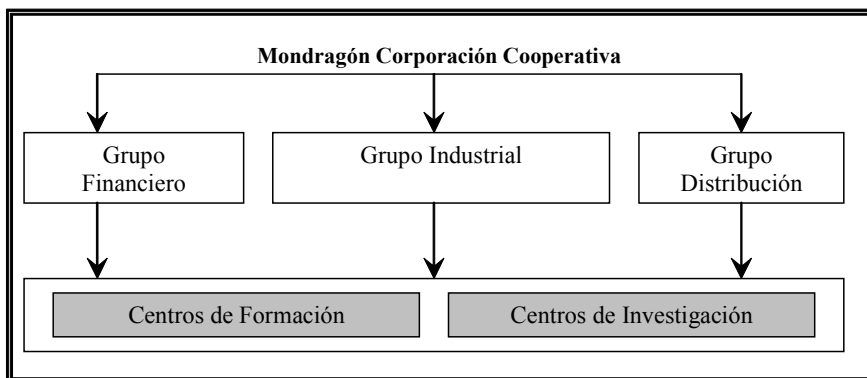 Mondragón Corporación Cooperativa
Grupo
Financiero
Grupo Industrial
Grupo
Distribución
Centros de Formación
Centros de Investigación